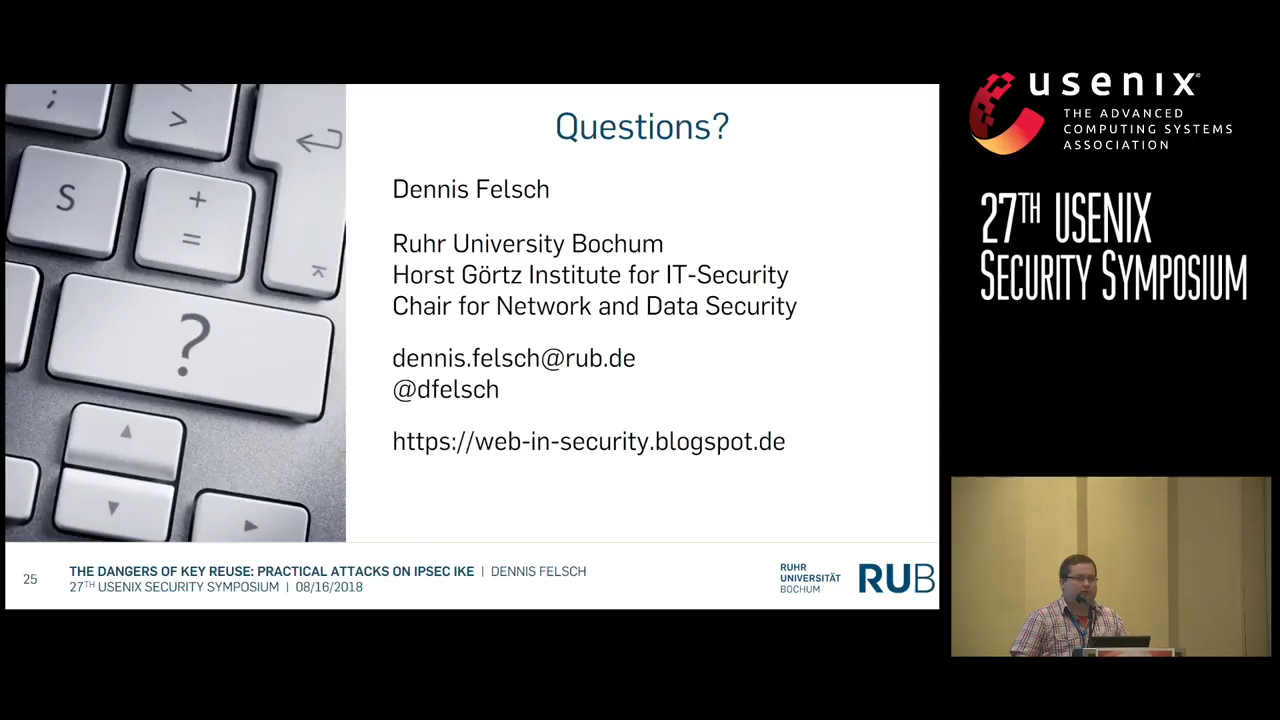 Questions?
Dennis Felsch
Ruhr University Bochum
Horst Görtz Institute for IT-Security
Chair for Network and Data Security
dennis.felsch@rub.de
@dfelsch
https://web-in-security.blogspot.de
;
>
S
+
=
?
25
THE DANGERS OF KEY REUSE: PRACTICAL ATTACKS ON IPSEC IKE | DENNIS FELSCH
27TH USENIX SECURITY SYMPOSIUM | 08/16/2018
RUHR
UNIVERSITÄT
BOCHUM
RUB
usenix®
THE ADVANCED
COMPUTING SYSTEMS
ASSOCIATION
27TH USENIX
SECURITY SYMPOSIUM